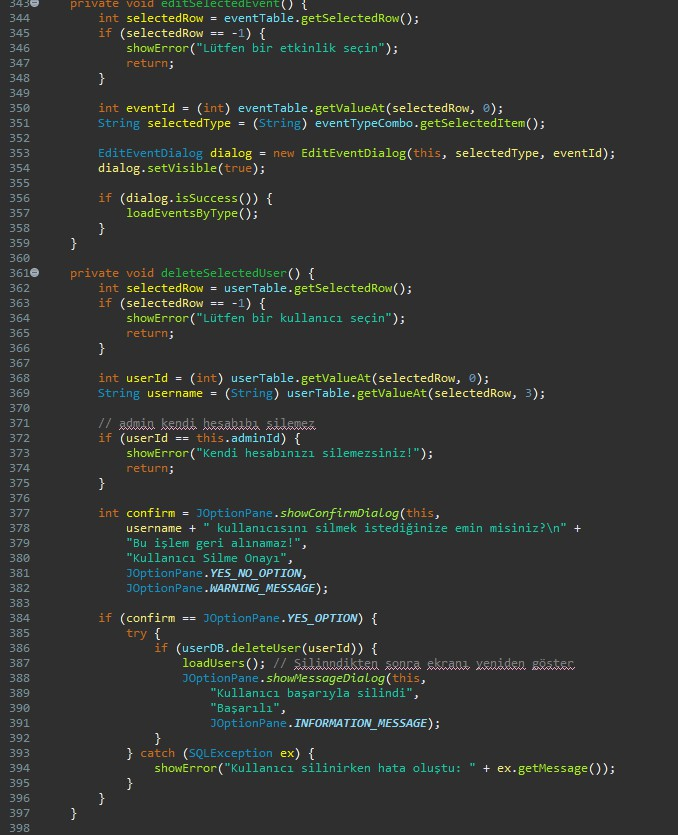 343 private void editSelectedEvent() {
344 int selectedRow = eventTable.getSelectedRow();
345 if (selectedRow == -1) {
346 showError("Lütfen bir etkinlik seçin");
347 return;
348 }
349
350 int eventId = (int) eventTable.getValueAt(selectedRow, 0);
351 String selectedType = (String) eventTypeCombo.getSelectedItem();
352
353 EditEventDialog dialog = new EditEventDialog(this, selectedType, eventId);
354 dialog.setVisible(true);
355
356 if (dialog.isSuccess()) {
357 loadEventsByType();
358 }
359 }
360
361 private void deleteSelectedUser() {
362 int selectedRow = userTable.getSelectedRow();
363 if (selectedRow == -1) {
364 showError("Lütfen bir kullanıcı seçin");
365 return;
366 }
367
368 int userId = (int) userTable.getValueAt(selectedRow, 0);
369 String username = (String) userTable.getValueAt(selectedRow, 3);
370
371 // admin kendi hesabıbı silemez
372 if (userId == this.adminId) {
373 showError("Kendi hesabınızı silemezsiniz!");
374 return;
375 }
376
377 int confirm = JOptionPane.showConfirmDialog(this,
378 username + " kullanıcısını silmek istediğinize emin misiniz?\n" +
379 "Bu işlem geri alınamaz!",
380 "Kullanıcı Silme Onayı",
381 JOptionPane.YES_NO_OPTION,
382 JOptionPane.WARNING_MESSAGE);
383
384 if (confirm == JOptionPane.YES_OPTION) {
385 try {
386 if (userDB.deleteUser(userId)) {
387 loadUsers(); // Silinndikten sonra ekranı yeniden göster
388 JOptionPane.showMessageDialog(this,
389 "Kullanıcı başarıyla silindi",
390 "Başarılı",
391 JOptionPane.INFORMATION_MESSAGE);
392 }
393 } catch (SQLException ex) {
394 showError("Kullanıcı silinirken hata oluştu: " + ex.getMessage());
395 }
396 }
397 }
398